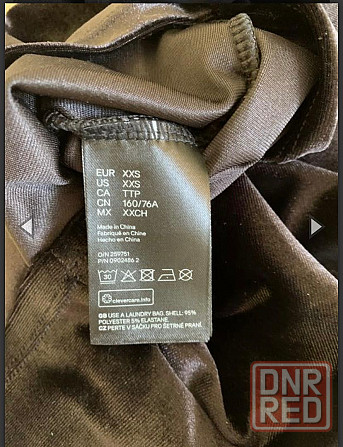 EUR XXS
US XXS
CA TTP
CN 160/76A
MX XXCH
Made in China
Fabriqué en Chine
Hecho en China
O/N 259751
P/N 0902486 2
30
clevercare.info
GB USE A LAUNDRY BAG. SHELL: 95%
POLYESTER 5% ELASTANE
CZ PERTE V SÁČKU PRO ŠETRNÉ PRANÍ
DNR
RED